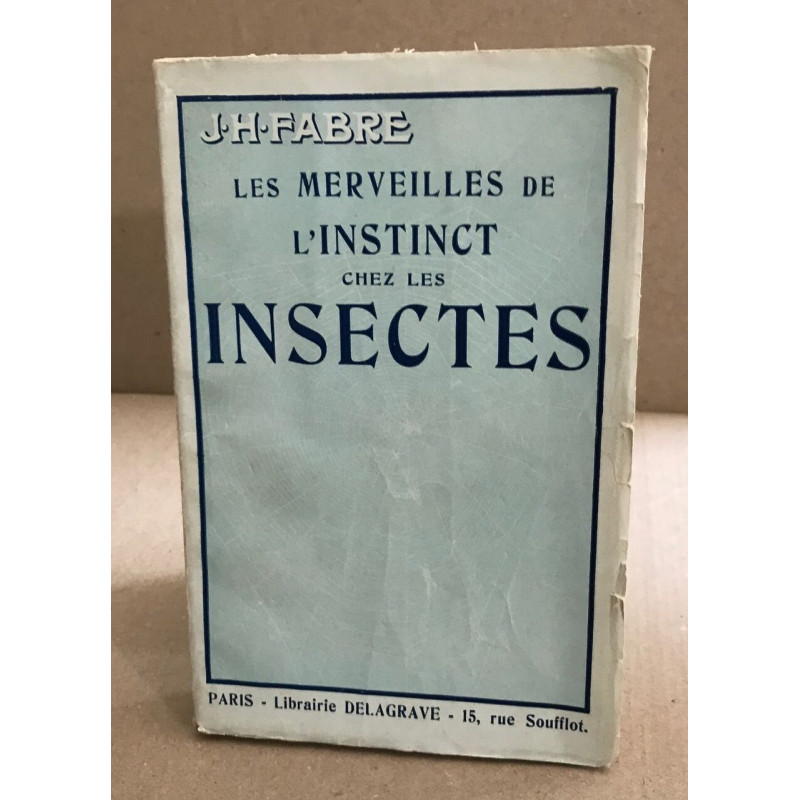 J·H·FABRE
LES MERVEILLES DE
L'INSTINCT
CHEZ LES
INSECTES
PARIS - Librairie DELAGRAVE - 15, rue Soufflot.